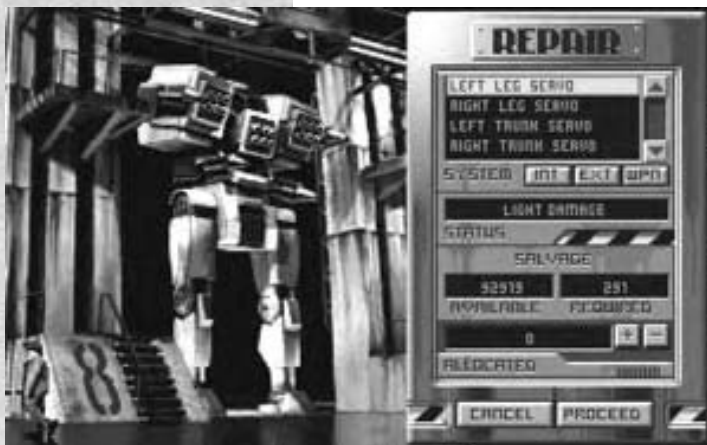 REPAIR
LEFT LEG SERVO
RIGHT LEG SERVO
LEFT TRUNK SERVO
RIGHT TRUNK SERVO
SYSTEM INT EXT WPN
LIGHT DAMAGE
STATUS
SALVAGE
92979 291
AVAILABLE REQUIRED
0 + -
ALLOCATED
CANCEL PROCEED
8